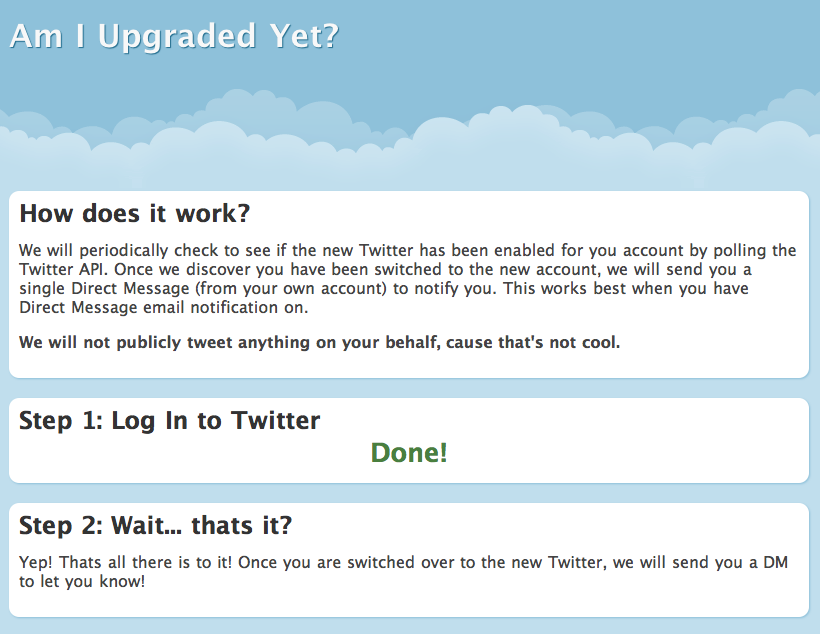 Am I Upgraded Yet?
How does it work?
We will periodically check to see if the new Twitter has been enabled for you account by polling the
Twitter API. Once we discover you have been switched to the new account, we will send you a
single Direct Message (from your own account) to notify you. This works best when you have
Direct Message email notification on.
We will not publicly tweet anything on your behalf, cause that's not cool.
Step 1: Log In to Twitter
Done!
Step 2: Wait... thats it?
Yep! Thats all there is to it! Once you are switched over to the new Twitter, we will send you a DM
to let you know!